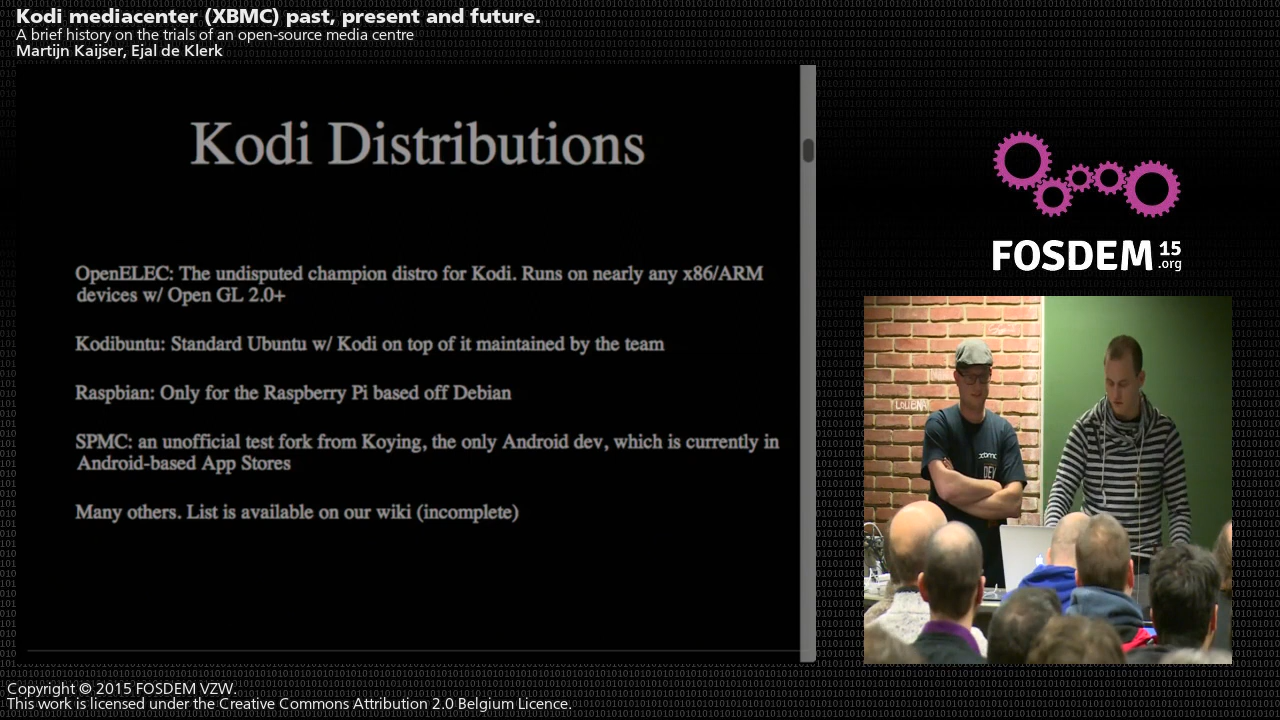 Kodi mediacenter (XBMC) past, present and future.
A brief history on the trials of an open-source media centre
Martijn Kaijser, Ejal de Klerk
Kodi Distributions
OpenELEC: The undisputed champion distro for Kodi. Runs on nearly any x86/ARM
devices w/ Open GL 2.0+
Kodibuntu: Standard Ubuntu w/ Kodi on top of it maintained by the team
Raspbian: Only for the Raspberry Pi based off Debian
SPMC: an unofficial test fork from Koying, the only Android dev, which is currently in
Android-based App Stores
Many others. List is available on our wiki (incomplete)
FOSDEM 15
.org
xbmc
DEV
Copyright © 2015 FOSDEM VZW.
This work is licensed under the Creative Commons Attribution 2.0 Belgium Licence.